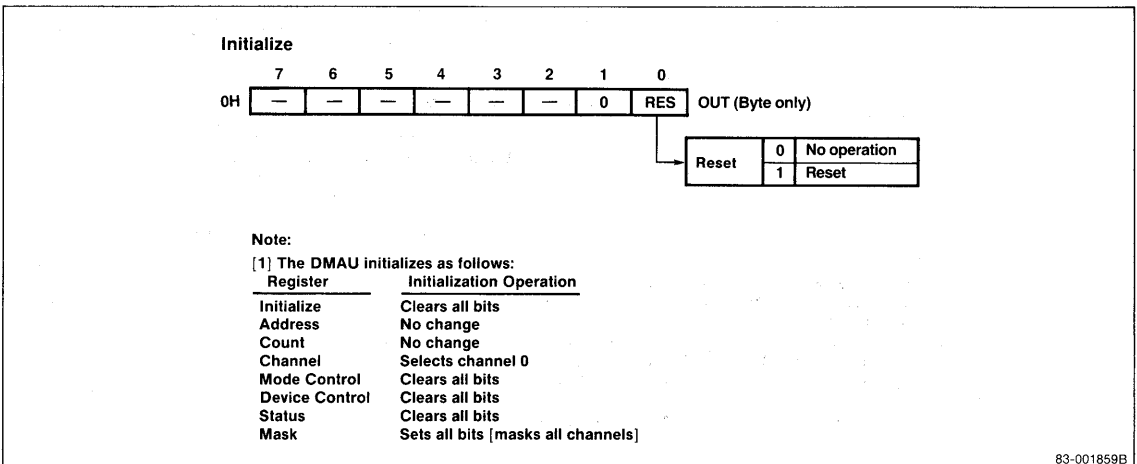 Initialize
7 6 5 4 3 2 1 0
0H — — — — — — 0 RES OUT (Byte only)
Reset 0 No operation
1 Reset
Note:
[1] The DMAU initializes as follows:
Register Initialization Operation
Initialize Clears all bits
Address No change
Count No change
Channel Selects channel 0
Mode Control Clears all bits
Device Control Clears all bits
Status Clears all bits
Mask Sets all bits [masks all channels]
83-001859B